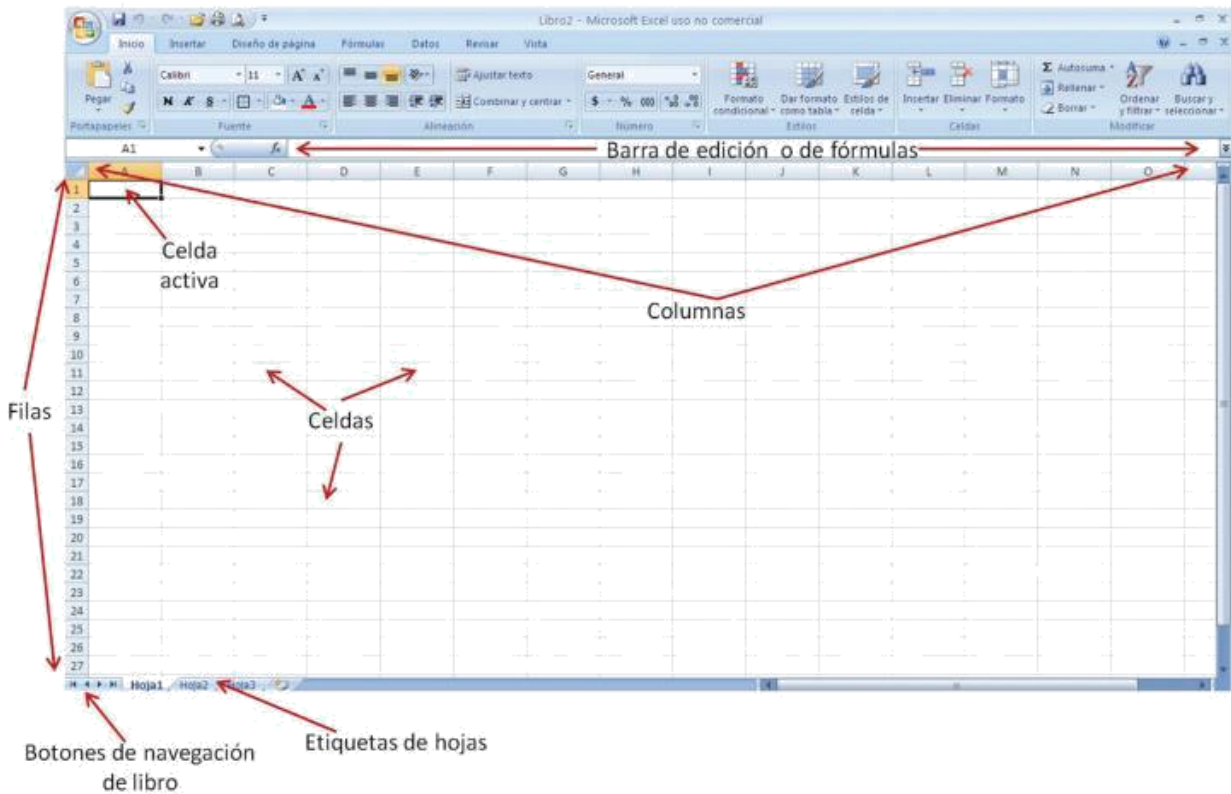 Libro2 - Microsoft Excel uso no comercial
Inicio Insertar Diseño de página Fórmulas Datos Revisar Vista
Calibri 11 A A Ajustar texto General Σ Autosuma
Pegar N K S A Combinar y centrar $ % 000 Formato condicional Dar formato como tabla Estilos de celda Insertar Eliminar Formato Rellenar Borrar Ordenar y filtrar Buscar y seleccionar
Portapapeles Fuente Alineación Número Estilos Celdas Modificar
A1 fx Barra de edición o de fórmulas
A B C D E F G H I J K L M N O
1
2
3
4
Celda
5
activa
6
7
Columnas
8
9
10
11
12
Filas
13
Celdas
14
15
16
17
18
19
20
21
22
23
24
25
26
27
Hoja1 Hoja2 Hoja3
Etiquetas de hojas
Botones de navegación
de libro